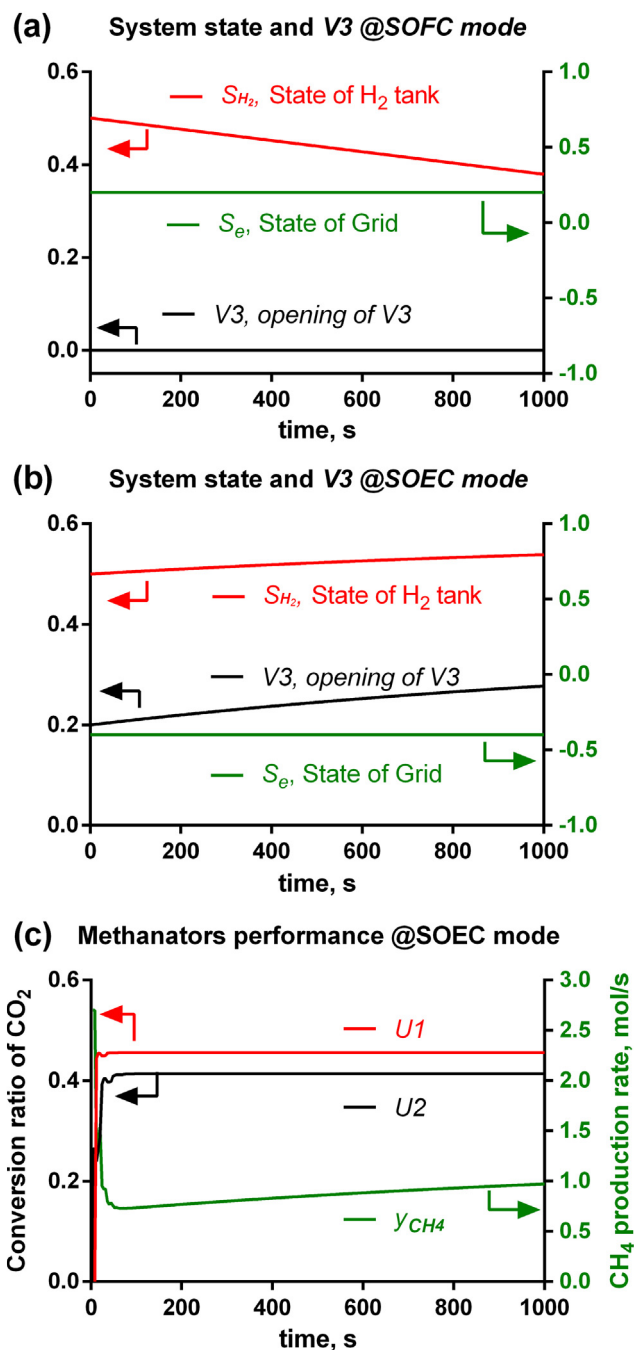 (a) System state and V3 @SOFC mode
0.6
0.4
0.2
0.0
S_H₂, State of H₂ tank
S_e, State of Grid
V3, opening of V3
1.0
0.5
0.0
-0.5
-1.0
0 200 400 600 800 1000
time, s
(b) System state and V3 @SOEC mode
0.6
0.4
0.2
0.0
S_H₂, State of H₂ tank
V3, opening of V3
S_e, State of Grid
1.0
0.5
0.0
-0.5
-1.0
0 200 400 600 800 1000
time, s
(c) Methanators performance @SOEC mode
Conversion ratio of CO₂
0.6
0.4
0.2
0.0
U1
U2
y_CH4
3.0
2.5
2.0
1.5
1.0
0.5
0.0
CH₄ production rate, mol/s
0 200 400 600 800 1000
time, s